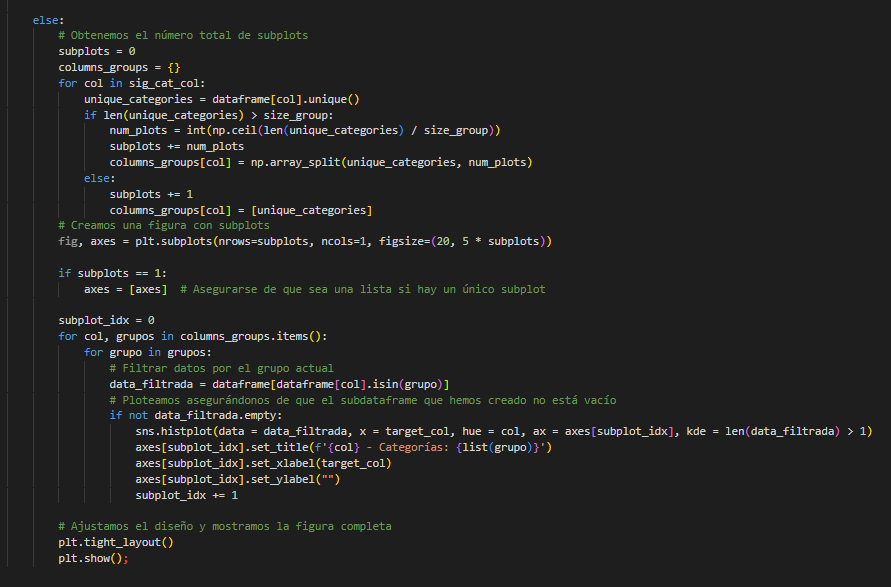 else:
# Obtenemos el número total de subplots
subplots = 0
columns_groups = {}
for col in sig_cat_col:
unique_categories = dataframe[col].unique()
if len(unique_categories) > size_group:
num_plots = int(np.ceil(len(unique_categories) / size_group))
subplots += num_plots
columns_groups[col] = np.array_split(unique_categories, num_plots)
else:
subplots += 1
columns_groups[col] = [unique_categories]
# Creamos una figura con subplots
fig, axes = plt.subplots(nrows=subplots, ncols=1, figsize=(20, 5 * subplots))
if subplots == 1:
axes = [axes]  # Asegurarse de que sea una lista si hay un único subplot
subplot_idx = 0
for col, grupos in columns_groups.items():
for grupo in grupos:
# Filtrar datos por el grupo actual
data_filtrada = dataframe[dataframe[col].isin(grupo)]
# Ploteamos asegurándonos de que el subdataframe que hemos creado no está vacío
if not data_filtrada.empty:
sns.histplot(data = data_filtrada, x = target_col, hue = col, ax = axes[subplot_idx], kde = len(data_filtrada) > 1)
axes[subplot_idx].set_title(f'{col} - Categorías: {list(grupo)}')
axes[subplot_idx].set_xlabel(target_col)
axes[subplot_idx].set_ylabel("")
subplot_idx += 1
# Ajustamos el diseño y mostramos la figura completa
plt.tight_layout()
plt.show();